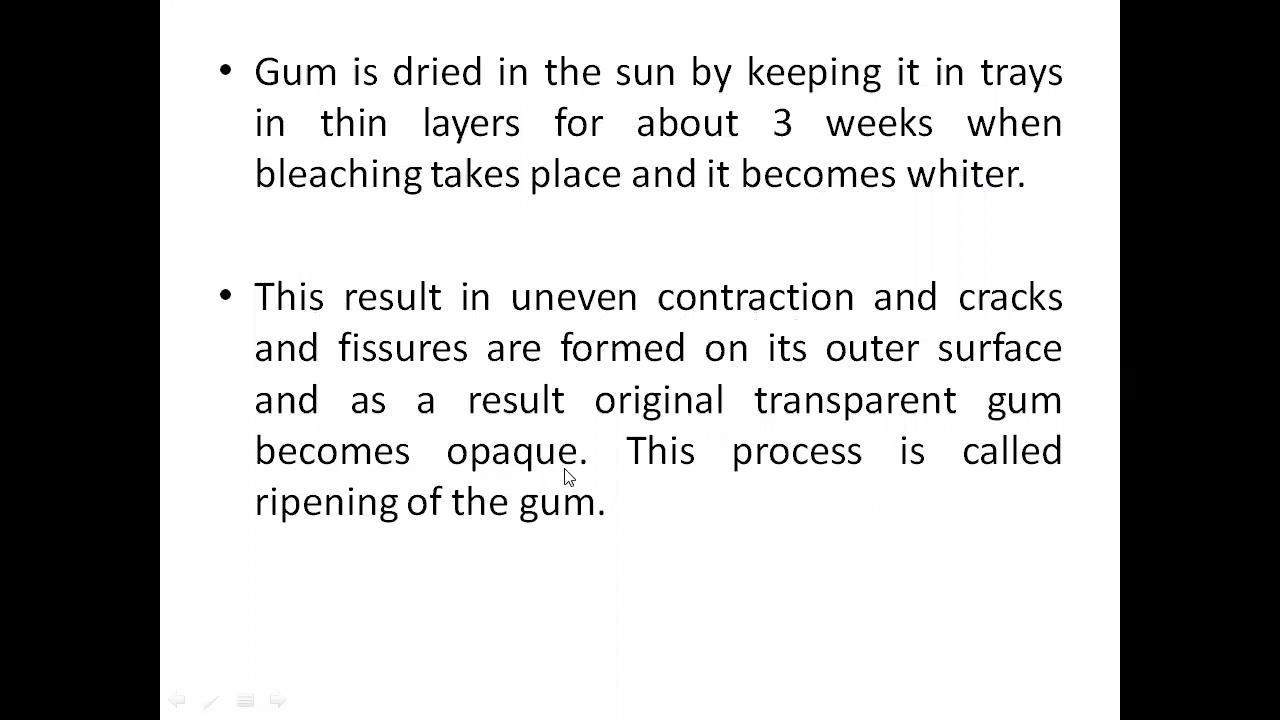 • Gum is dried in the sun by keeping it in trays
in thin layers for about 3 weeks when
bleaching takes place and it becomes whiter.
• This result in uneven contraction and cracks
and fissures are formed on its outer surface
and as a result original transparent gum
becomes opaque. This process is called
ripening of the gum.